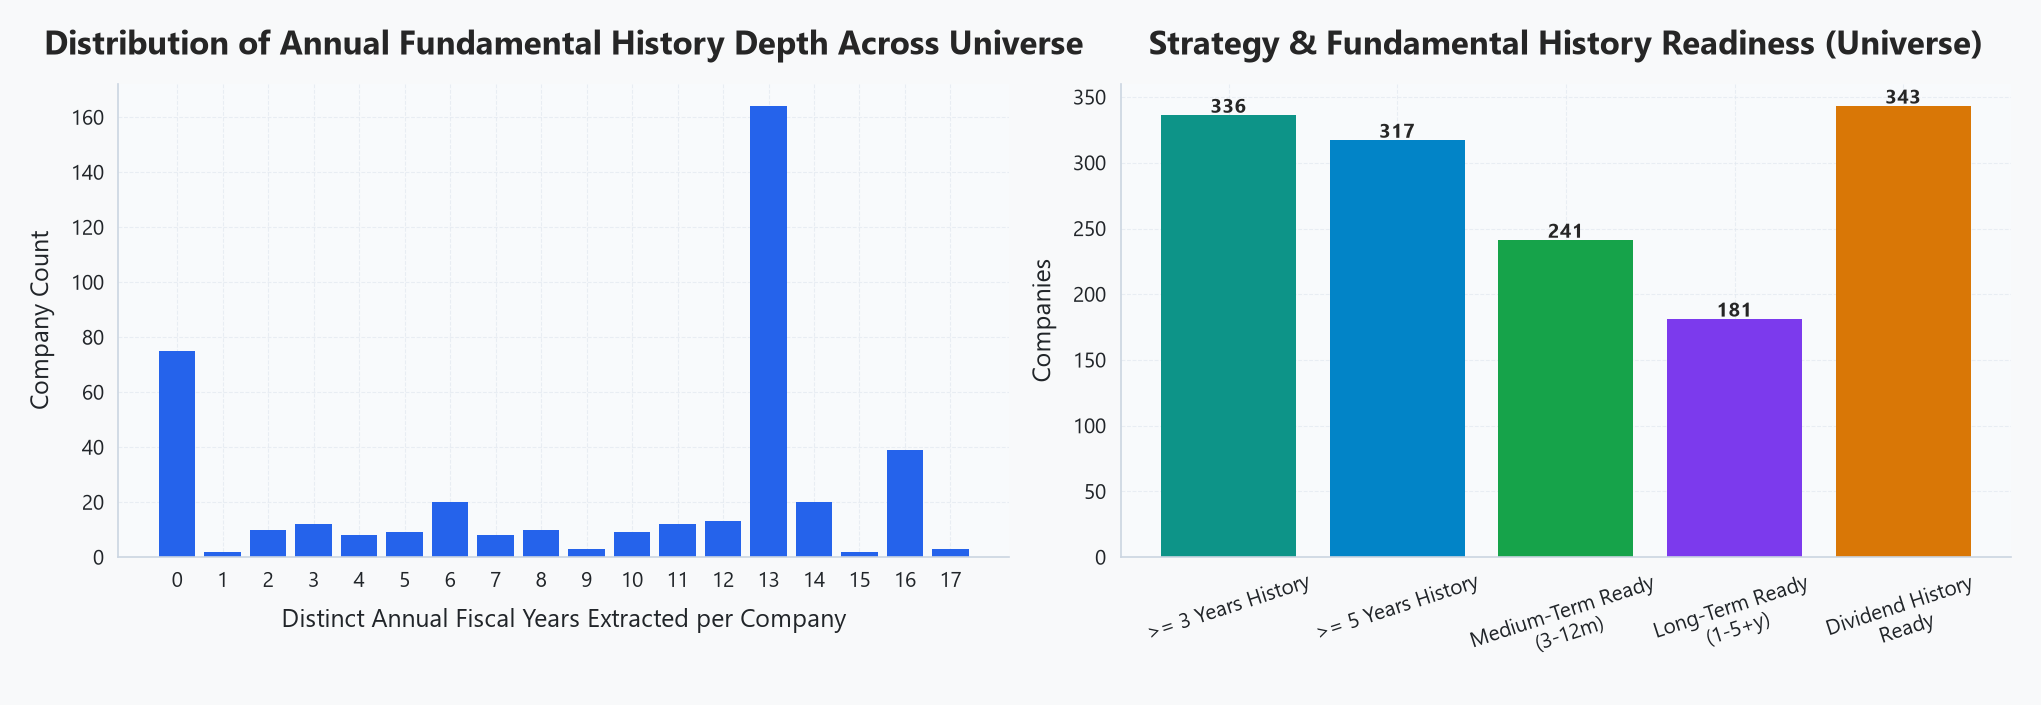 Distribution of Annual Fundamental History Depth Across Universe
Company Count
160
140
120
100
80
60
40
20
0
0 1 2 3 4 5 6 7 8 9 10 11 12 13 14 15 16 17
Distinct Annual Fiscal Years Extracted per Company
Strategy & Fundamental History Readiness (Universe)
Companies
350
300
250
200
150
100
50
0
336
317
241
181
343
>= 3 Years History
>= 5 Years History
Medium-Term Ready
(3-12m)
Long-Term Ready
(1-5+y)
Dividend History
Ready